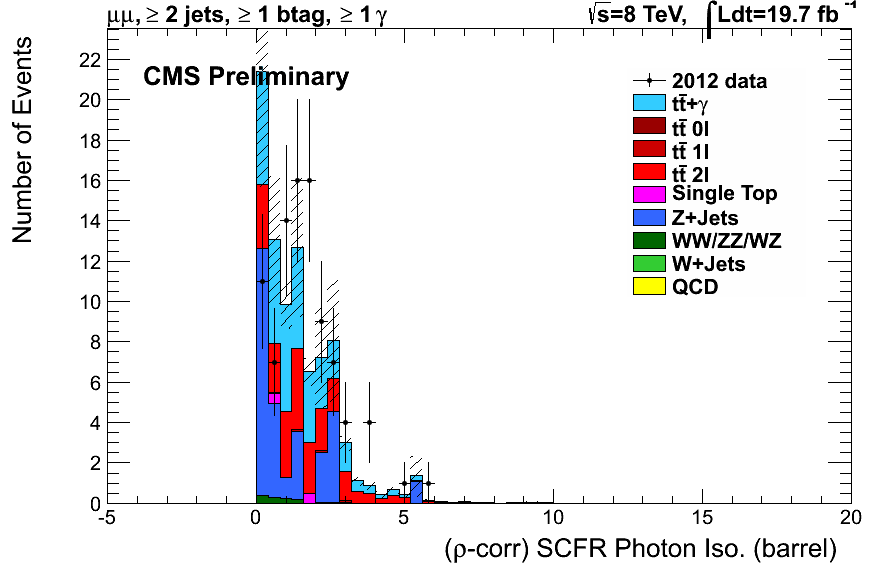 μμ, ≥ 2 jets, ≥ 1 btag, ≥ 1 γ
√s=8 TeV, ∫Ldt=19.7 fb⁻¹
CMS Preliminary
Number of Events
22
20
18
16
14
12
10
8
6
4
2
0
2012 data
tt̄+γ
tt̄ 0l
tt̄ 1l
tt̄ 2l
Single Top
Z+Jets
WW/ZZ/WZ
W+Jets
QCD
-5 0 5 10 15 20
(ρ-corr) SCFR Photon Iso. (barrel)